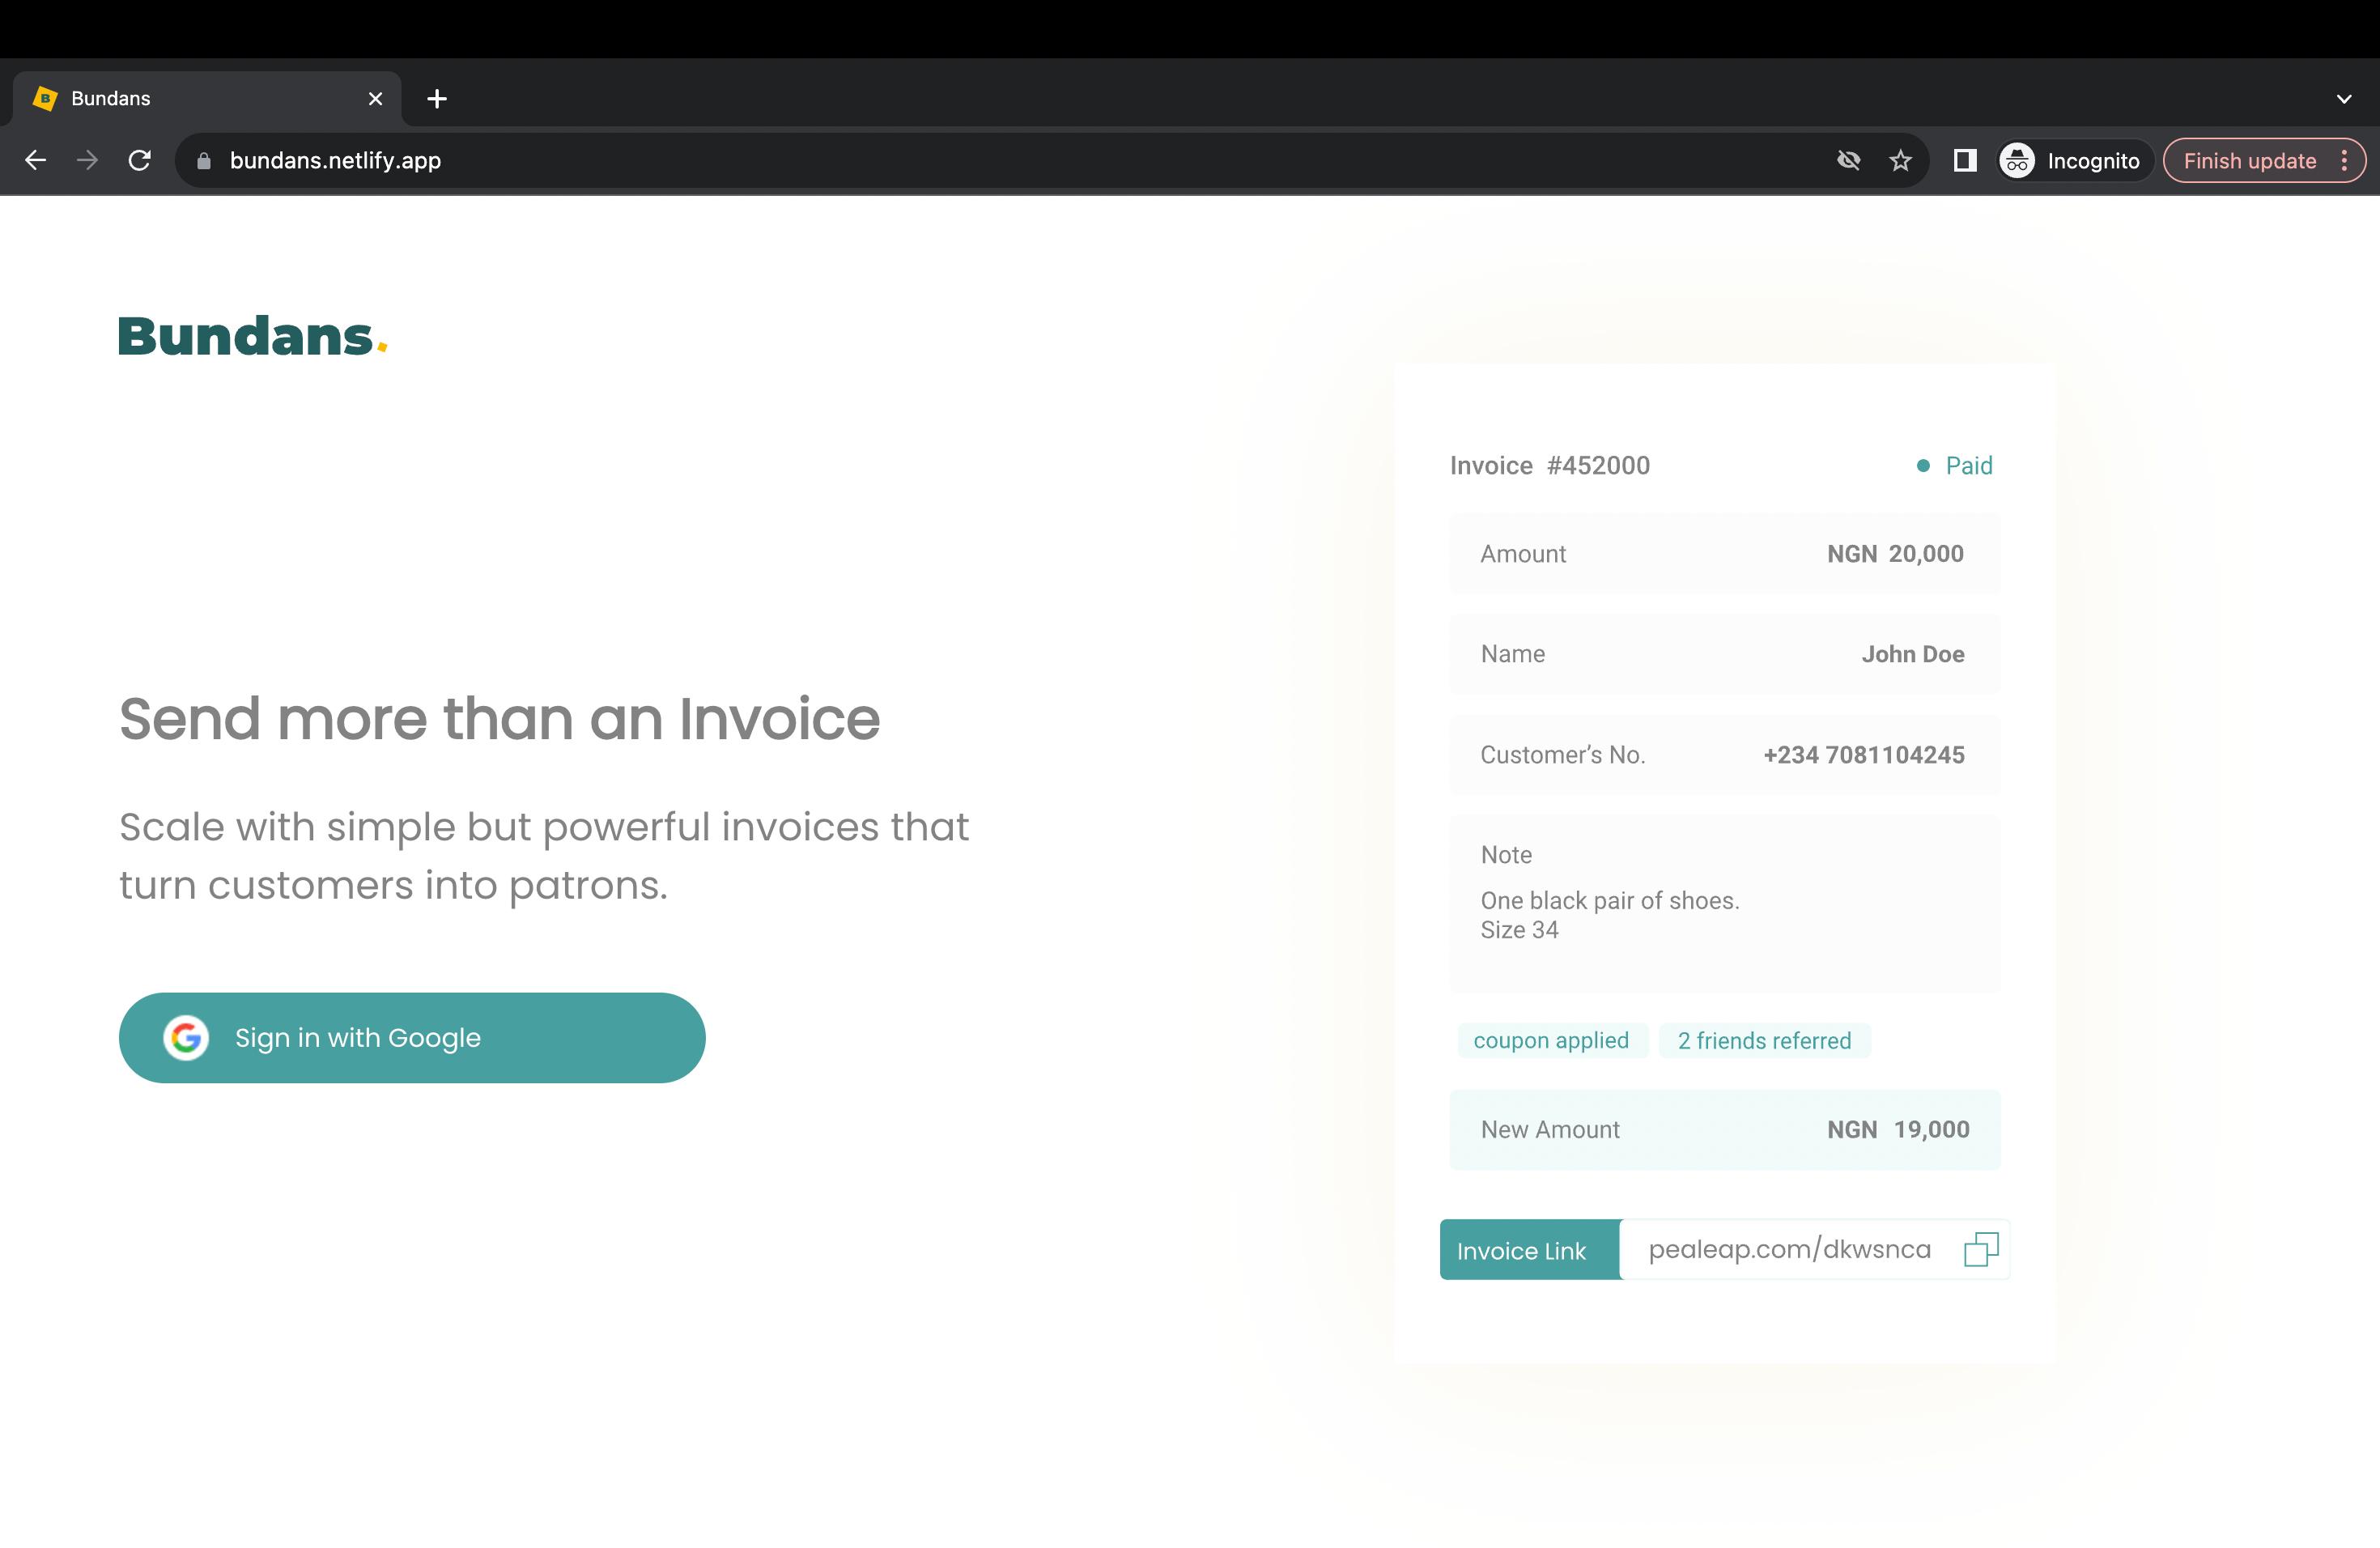 Bundans
bundans.netlify.app
Incognito
Finish update
Bundans.
Send more than an Invoice
Scale with simple but powerful invoices that
turn customers into patrons.
Sign in with Google
Invoice #452000
Paid
Amount
NGN 20,000
Name
John Doe
Customer’s No.
+234 7081104245
Note
One black pair of shoes.
Size 34
coupon applied
2 friends referred
New Amount
NGN 19,000
Invoice Link
pealeap.com/dkwsnca